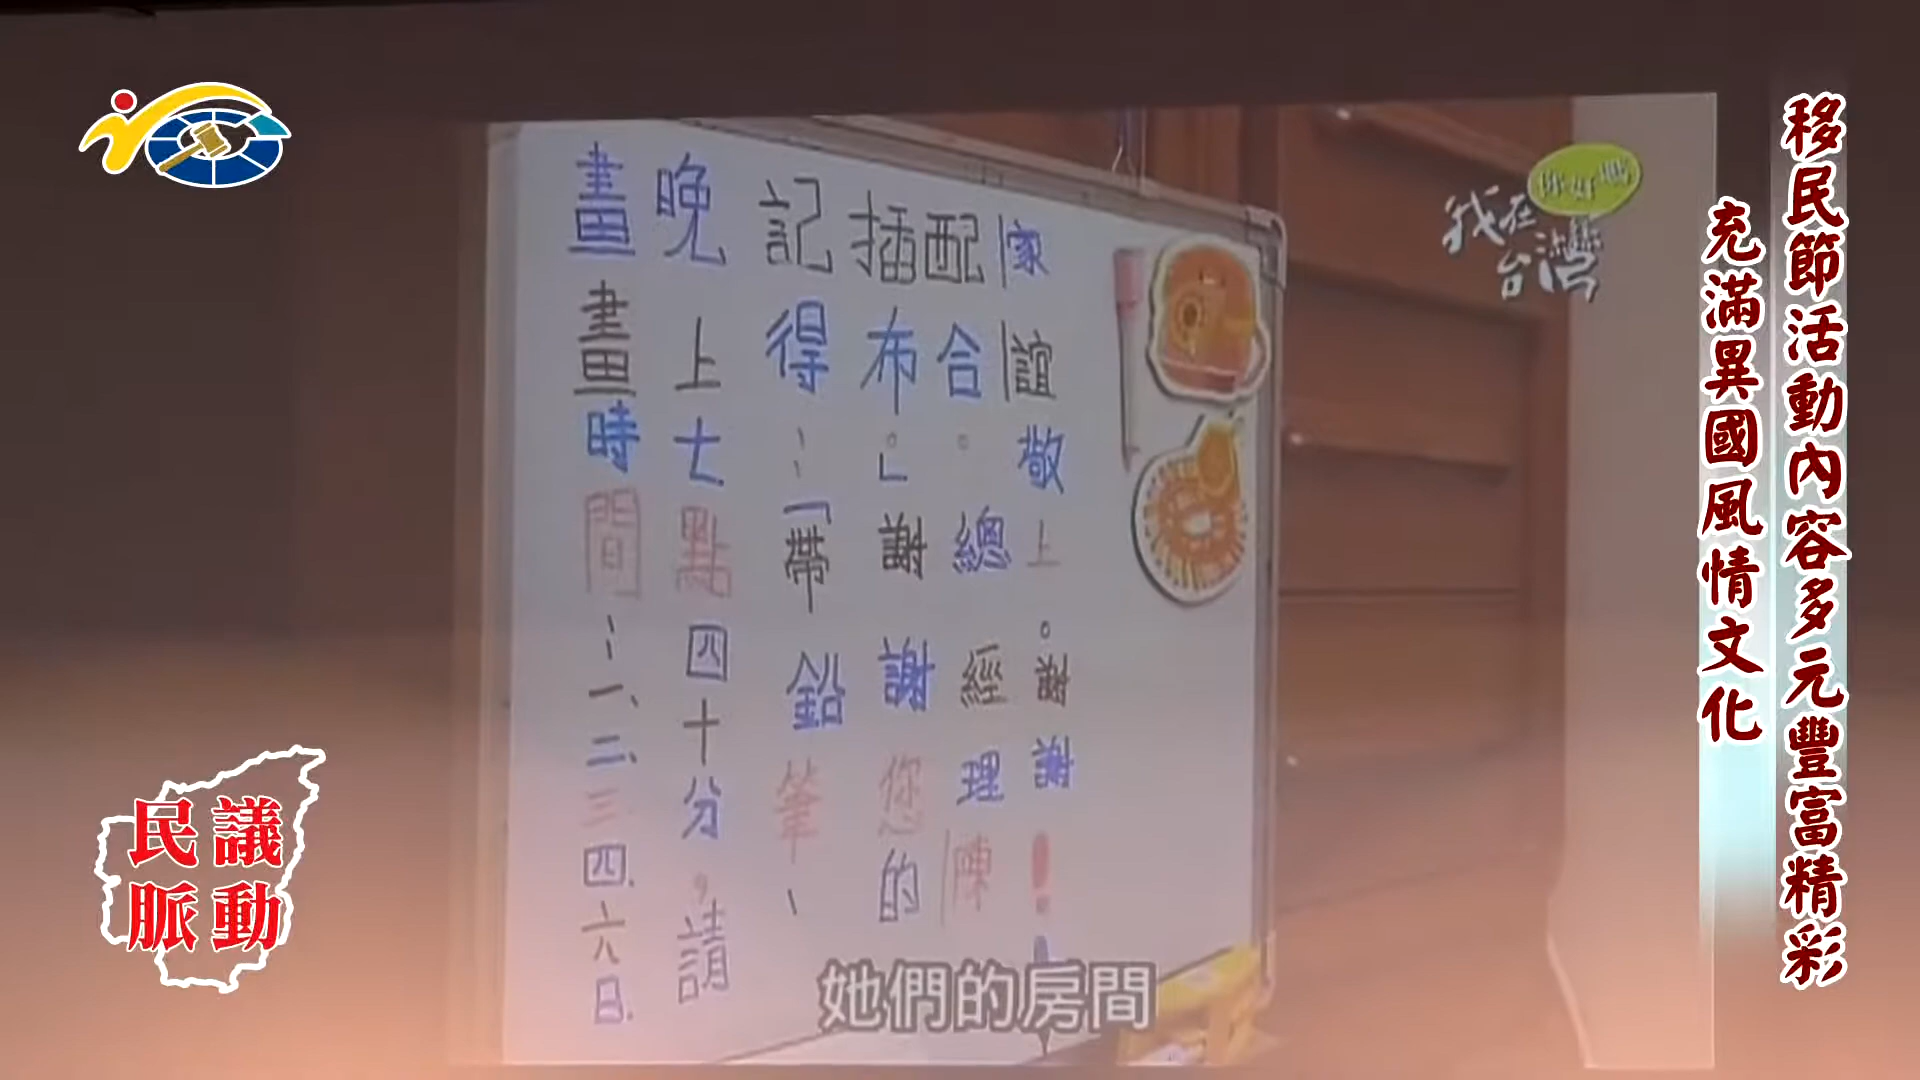 移民節活動內容多元豐富精彩
充滿異國風情文化
你好嗎
我在台灣
畫畫時間:一、二、三四.六日.
晚上七點四十分,請
記得:「帶鉛筆、
插布。」謝謝您的
配合。總經理陳
家誼敬上。謝謝!!
她們的房間
民議
脈動